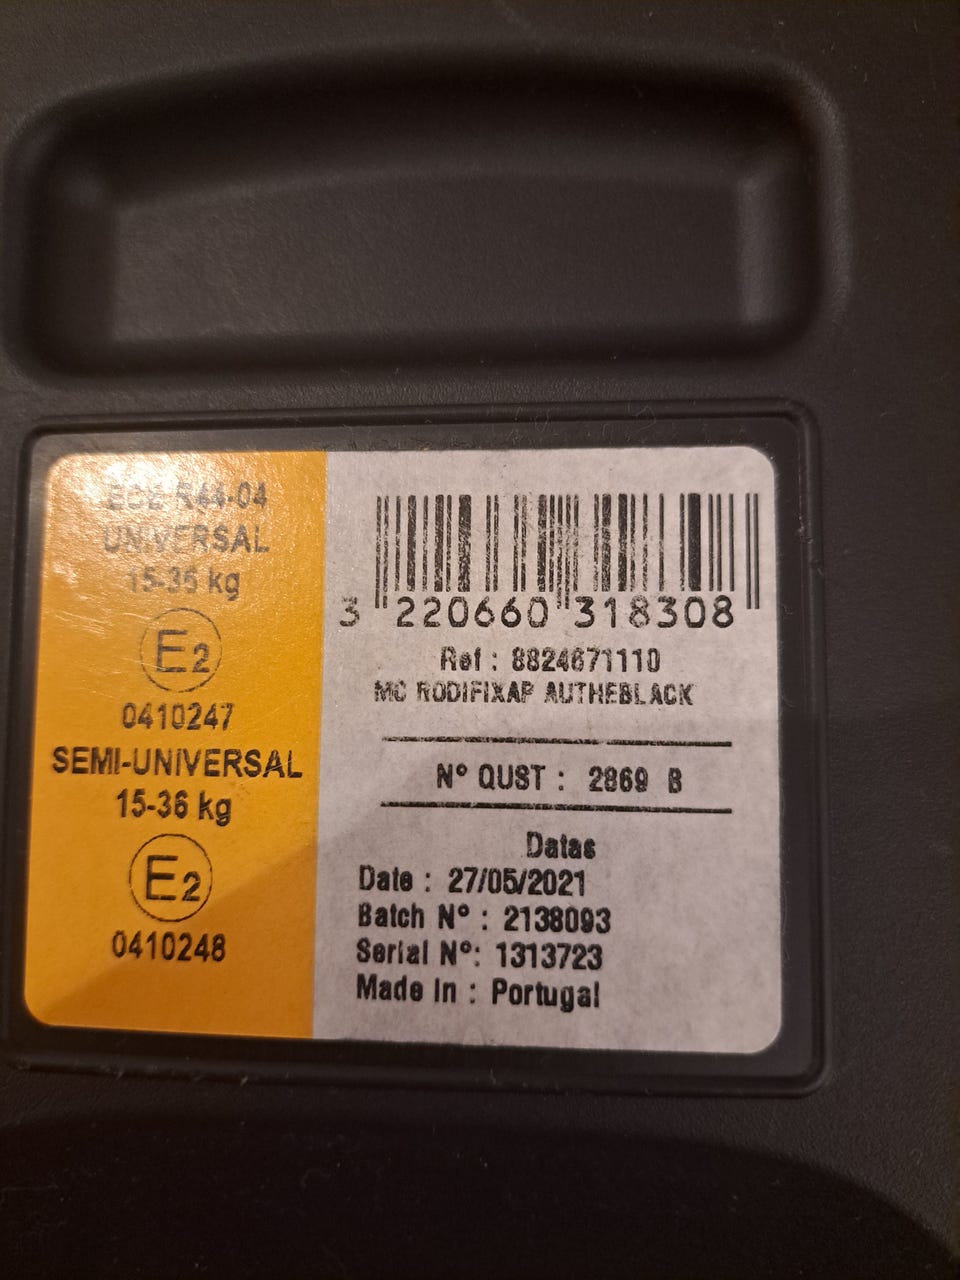 ECE R44-04
UNIVERSAL
15-36 kg
E2
0410247
SEMI-UNIVERSAL
15-36 kg
E2
0410248
3 220660 318308
Ref : 8824671110
MC RODIFIXAP AUTHEBLACK
N° QUST : 2869 B
Datas
Date : 27/05/2021
Batch N° : 2138093
Serial N°: 1313723
Made In : Portugal